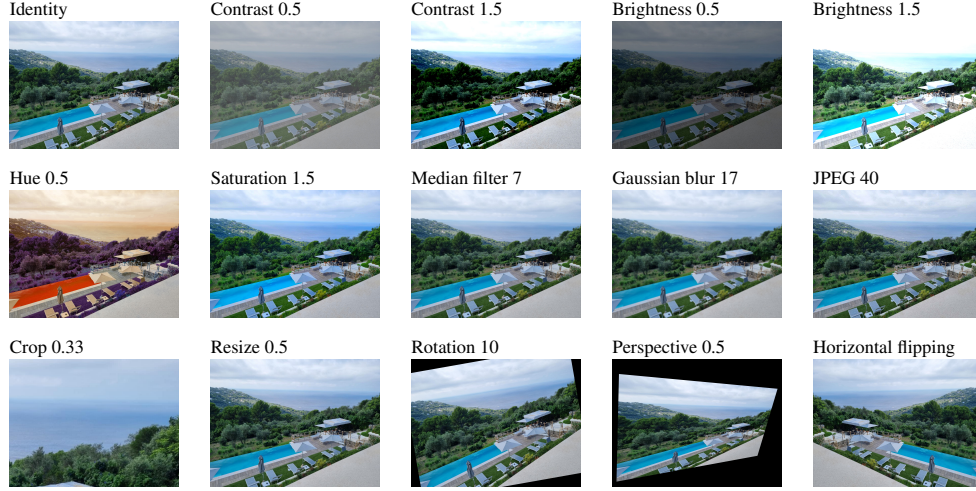 Identity
Contrast 0.5
Contrast 1.5
Brightness 0.5
Brightness 1.5
Hue 0.5
Saturation 1.5
Median filter 7
Gaussian blur 17
JPEG 40
Crop 0.33
Resize 0.5
Rotation 10
Perspective 0.5
Horizontal flipping